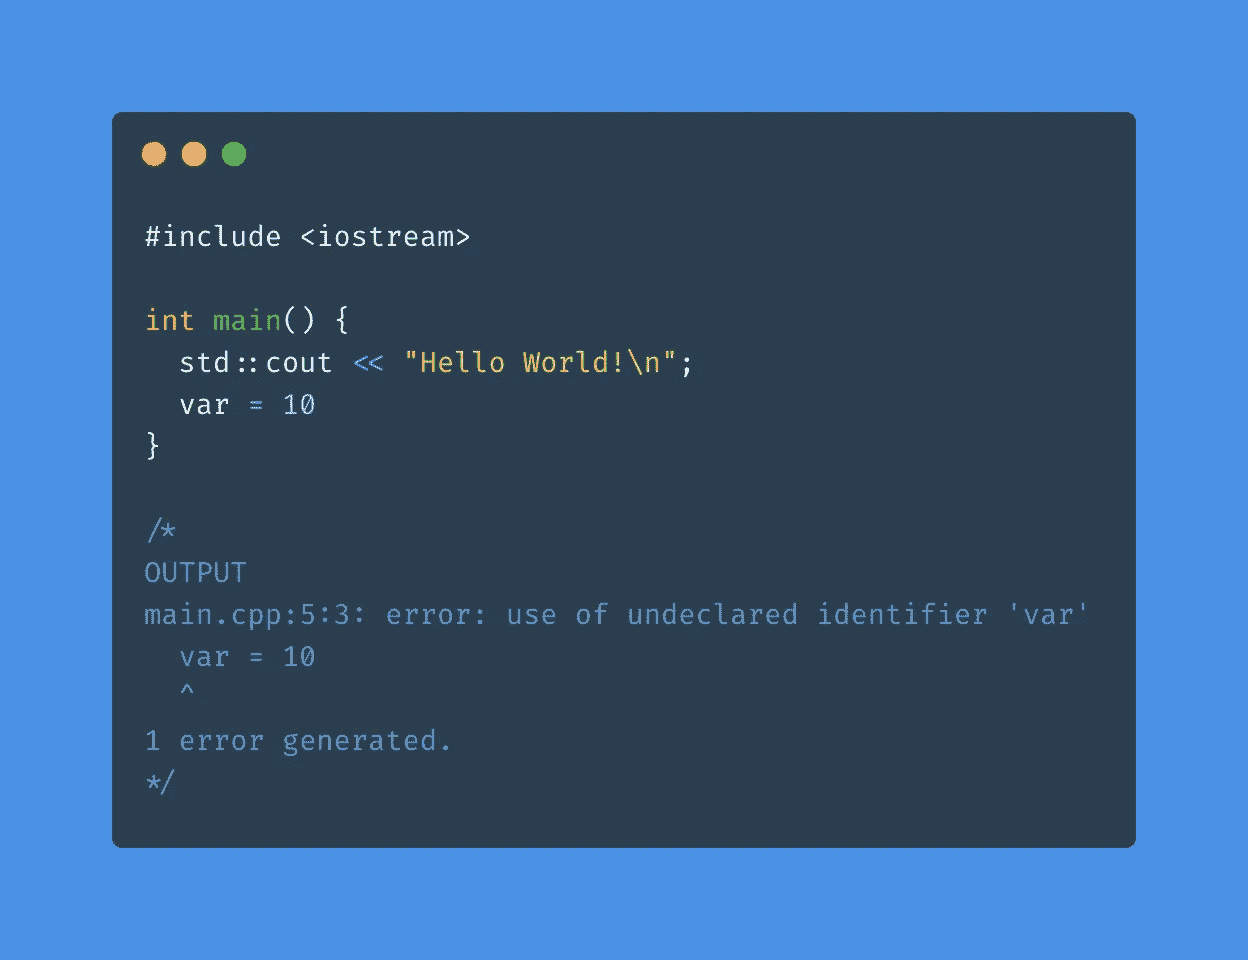 #include <iostream>
int main() {
  std::cout << "Hello World!\n";
  var = 10
}
/*
OUTPUT
main.cpp:5:3: error: use of undeclared identifier 'var'
  var = 10
  ^
1 error generated.
*/